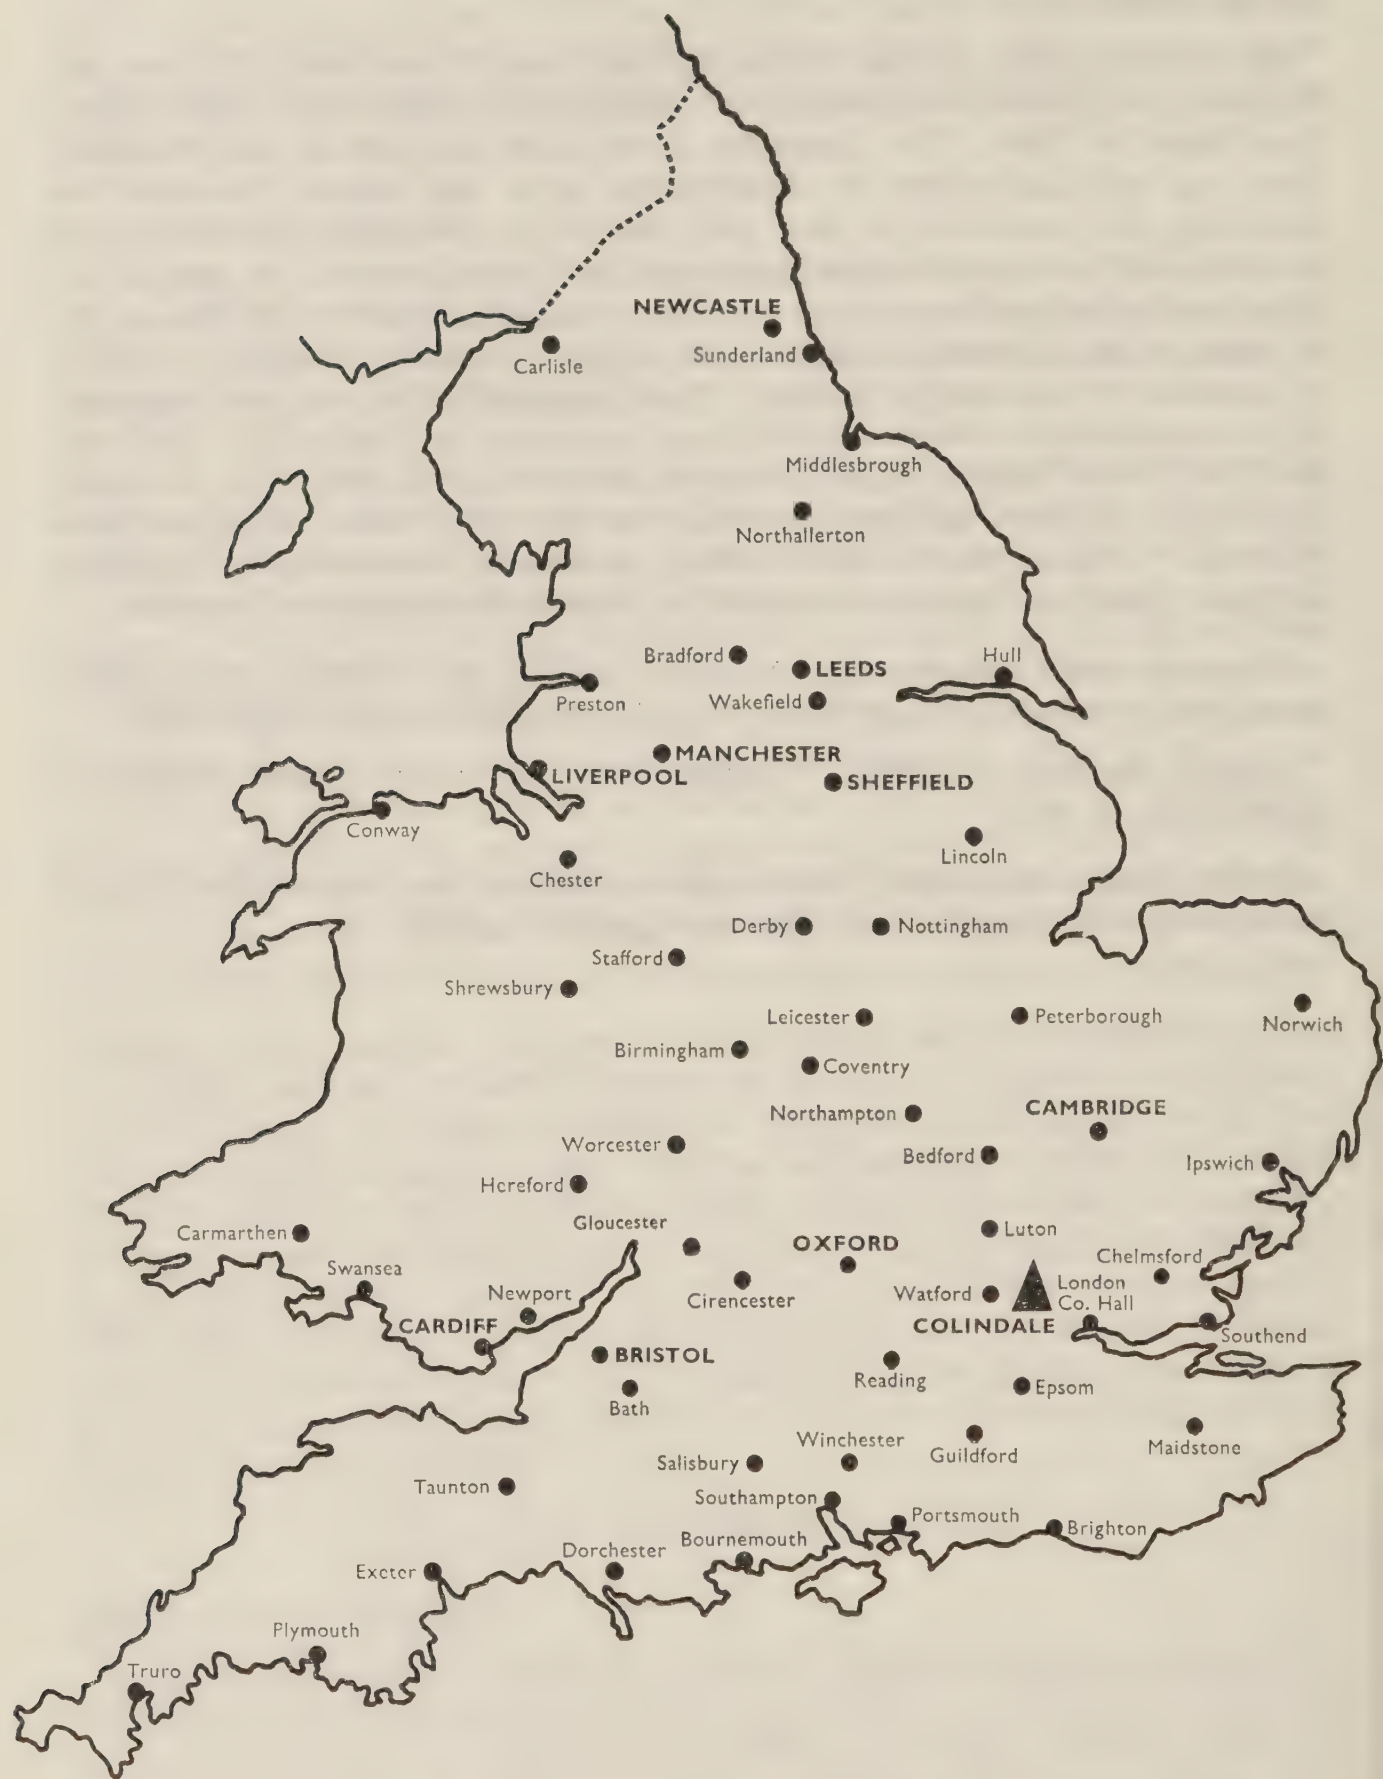 NEWCASTLE
Sunderland
Carlisle
Middlesbrough
Northallerton
Bradford
LEEDS
Hull
Preston
Wakefield
MANCHESTER
LIVERPOOL
SHEFFIELD
Conway
Lincoln
Chester
Derby
Nottingham
Stafford
Shrewsbury
Leicester
Peterborough
Norwich
Birmingham
Coventry
Northampton
CAMBRIDGE
Worcester
Bedford
Ipswich
Hereford
Gloucester
Carmarthen
Luton
OXFORD
Chelmsford
Swansea
Newport
Cirencester
Watford
London
Co. Hall
CARDIFF
COLINDALE
Southend
BRISTOL
Reading
Epsom
Bath
Winchester
Guildford
Maidstone
Salisbury
Taunton
Southampton
Portsmouth
Brighton
Bournemouth
Dorchester
Exeter
Plymouth
Truro